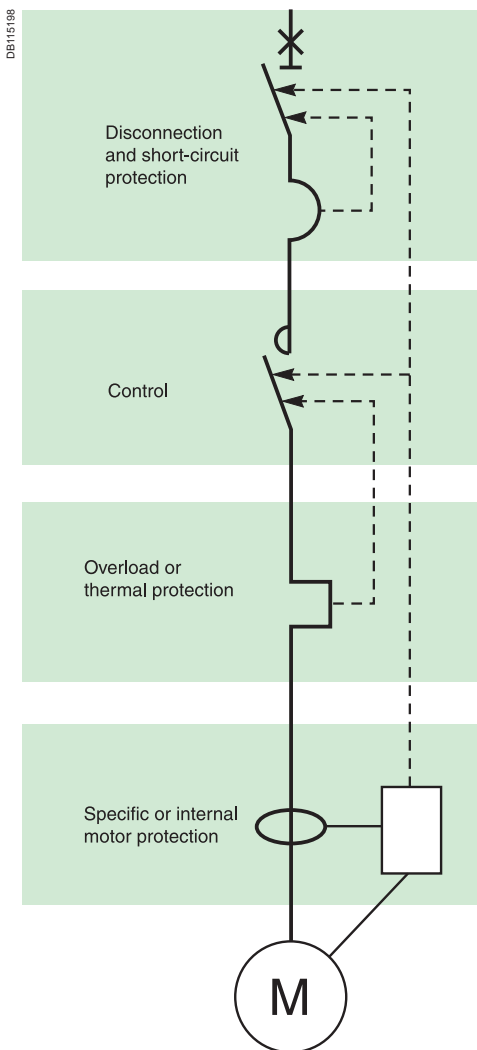 DB115198
Disconnection
and short-circuit
protection
Control
Overload or
thermal protection
Specific or internal
motor protection
M